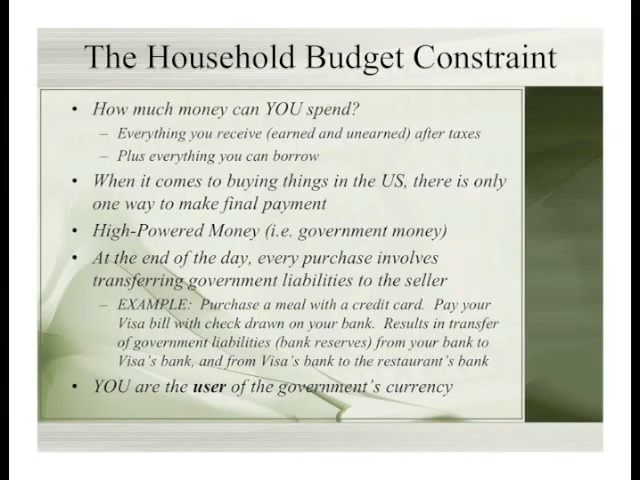 The Household Budget Constraint
• How much money can YOU spend?
– Everything you receive (earned and unearned) after taxes
– Plus everything you can borrow
• When it comes to buying things in the US, there is only
one way to make final payment
• High-Powered Money (i.e. government money)
• At the end of the day, every purchase involves
transferring government liabilities to the seller
– EXAMPLE: Purchase a meal with a credit card. Pay your
Visa bill with check drawn on your bank. Results in transfer
of government liabilities (bank reserves) from your bank to
Visa's bank, and from Visa's bank to the restaurant's bank
• YOU are the user of the government's currency